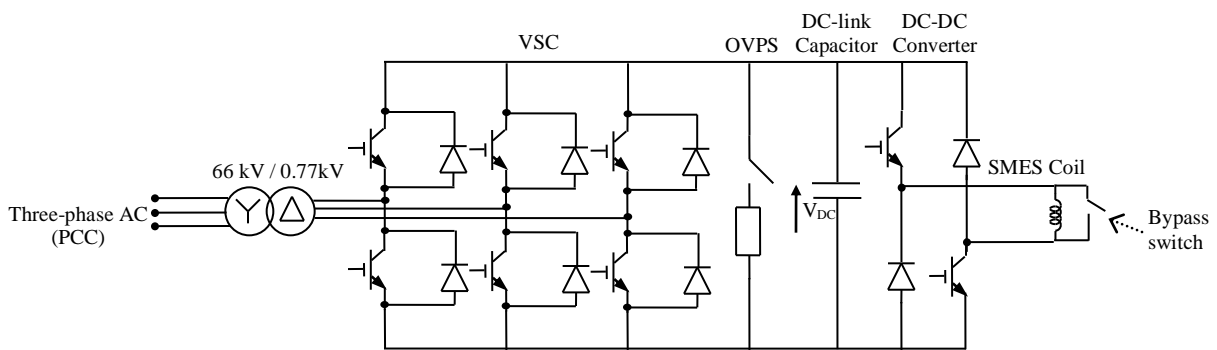 VSC
OVPS
DC-link
Capacitor
DC-DC
Converter
66 kV / 0.77kV
Three-phase AC
(PCC)
VDC
SMES Coil
Bypass
switch